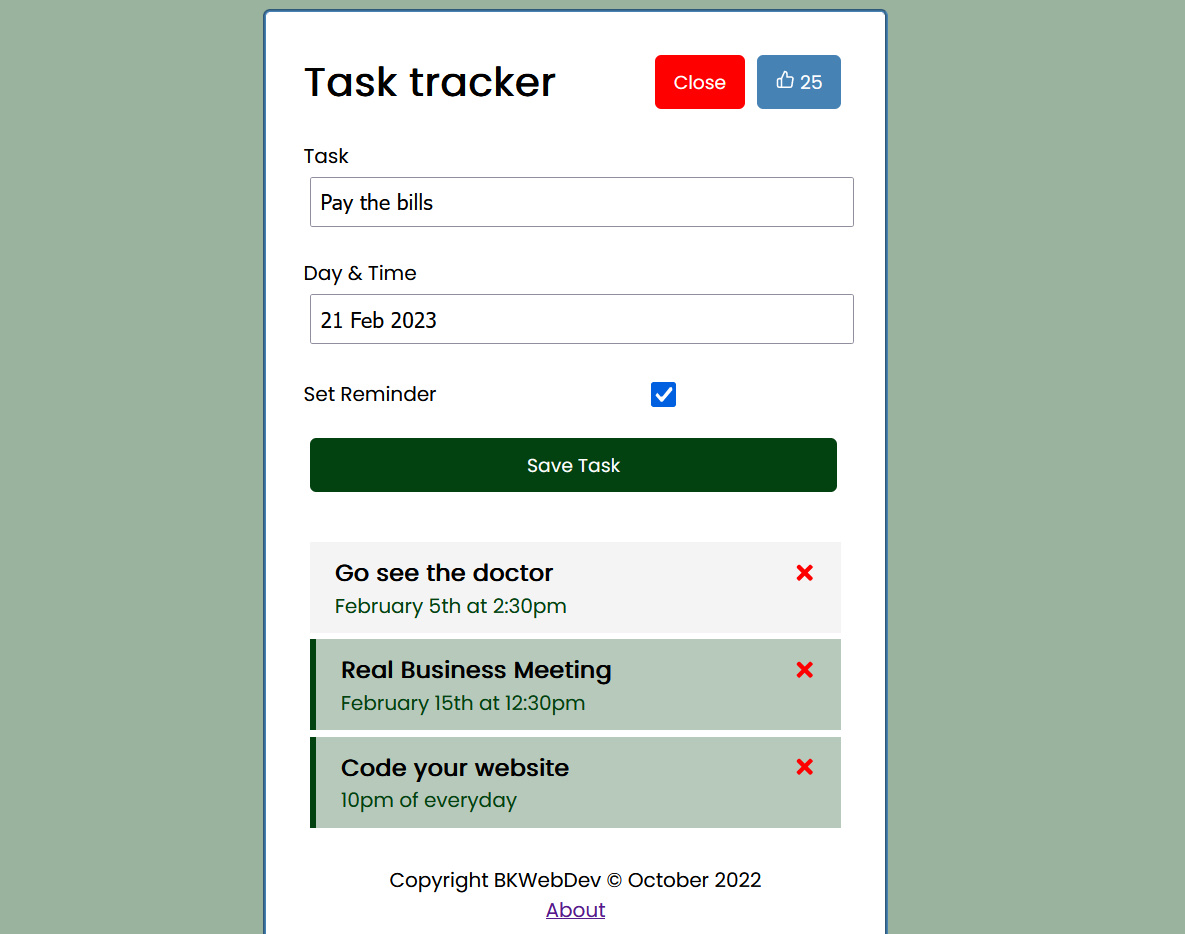 Task tracker
Close
25
Task
Pay the bills
Day & Time
21 Feb 2023
Set Reminder
Save Task
Go see the doctor
February 5th at 2:30pm
Real Business Meeting
February 15th at 12:30pm
Code your website
10pm of everyday
Copyright BKWebDev © October 2022
About